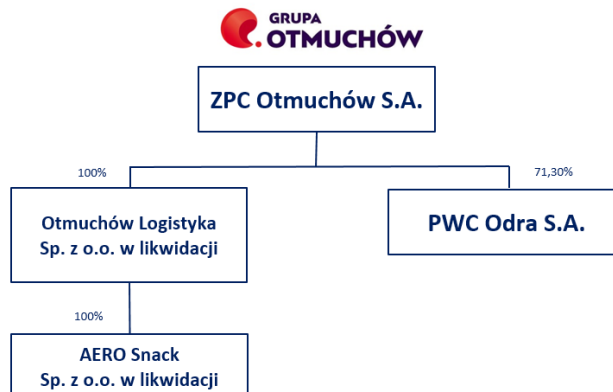 GRUPA
OTMUCHÓW
ZPC Otmuchów S.A.
100%
71,30%
Otmuchów Logistyka
Sp. z o.o. w likwidacji
PWC Odra S.A.
100%
AERO Snack
Sp. z o.o. w likwidacji